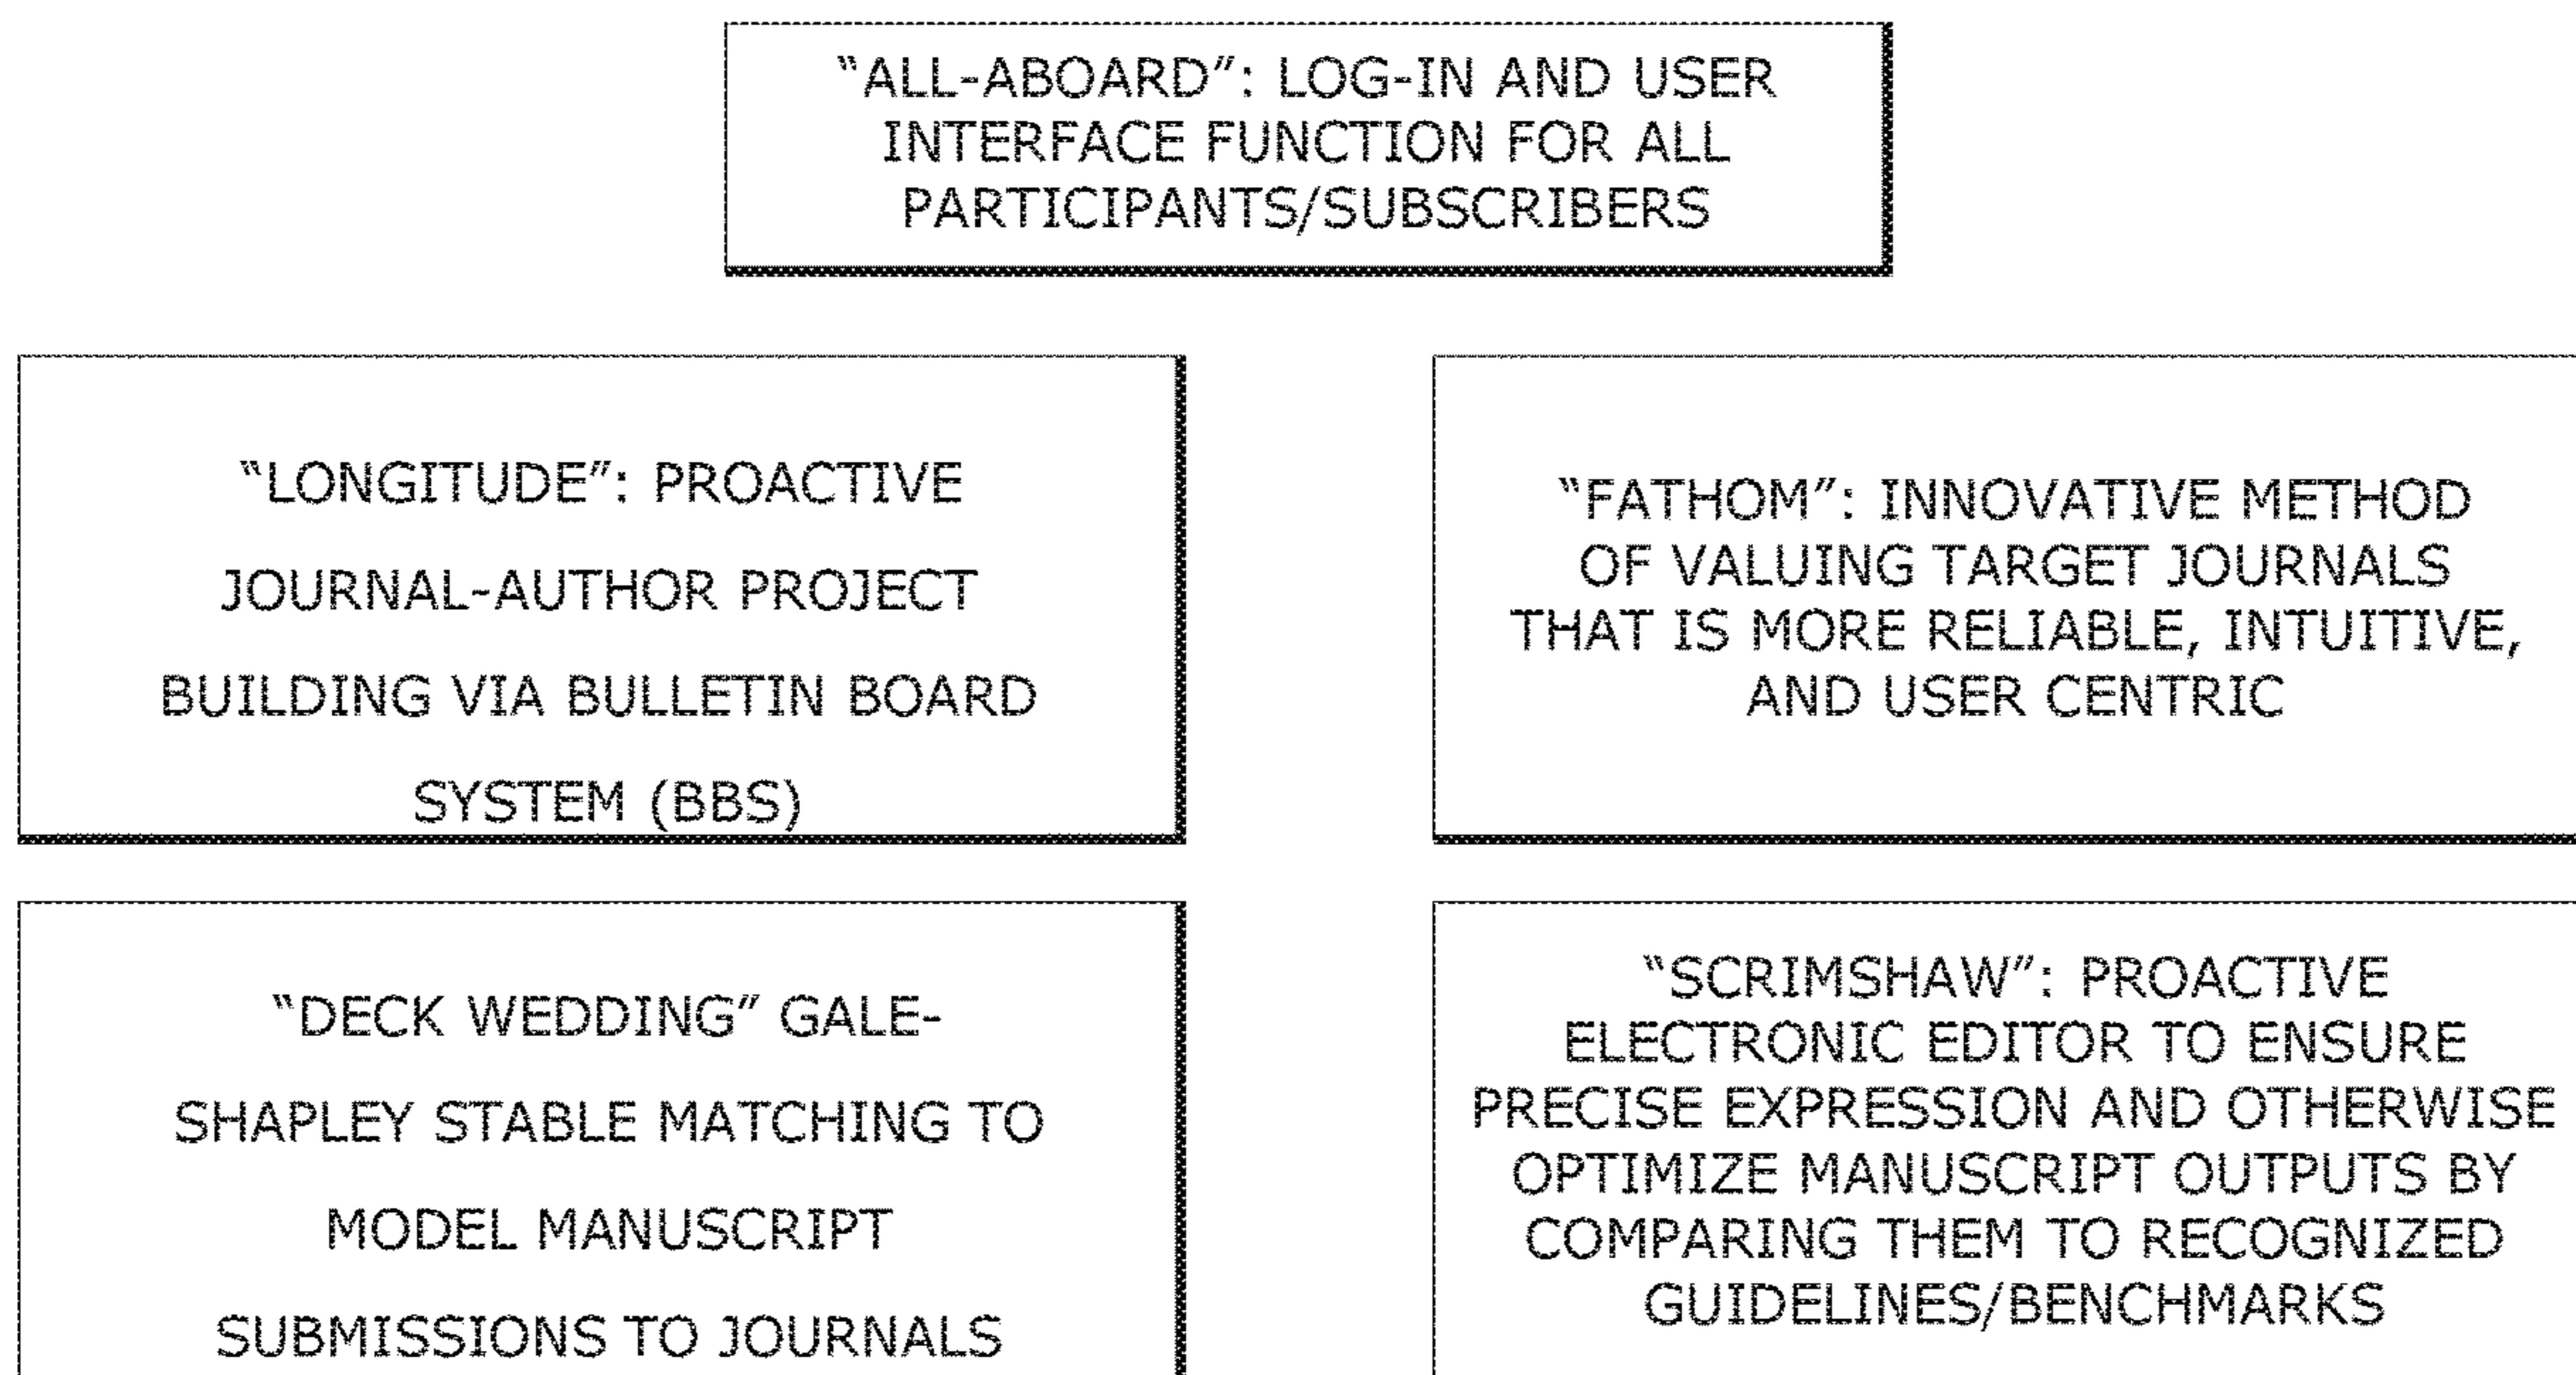 “ALL-ABOARD”: LOG-IN AND USER
INTERFACE FUNCTION FOR ALL
PARTICIPANTS/SUBSCRIBERS
“LONGITUDE”: PROACTIVE
JOURNAL-AUTHOR PROJECT
BUILDING VIA BULLETIN BOARD
SYSTEM (BBS)
“FATHOM”: INNOVATIVE METHOD
OF VALUING TARGET JOURNALS
THAT IS MORE RELIABLE, INTUITIVE,
AND USER CENTRIC
“DECK WEDDING” GALE-
SHAPLEY STABLE MATCHING TO
MODEL MANUSCRIPT
SUBMISSIONS TO JOURNALS
“SCRIMSHAW”: PROACTIVE
ELECTRONIC EDITOR TO ENSURE
PRECISE EXPRESSION AND OTHERWISE
OPTIMIZE MANUSCRIPT OUTPUTS BY
COMPARING THEM TO RECOGNIZED
GUIDELINES/BENCHMARKS